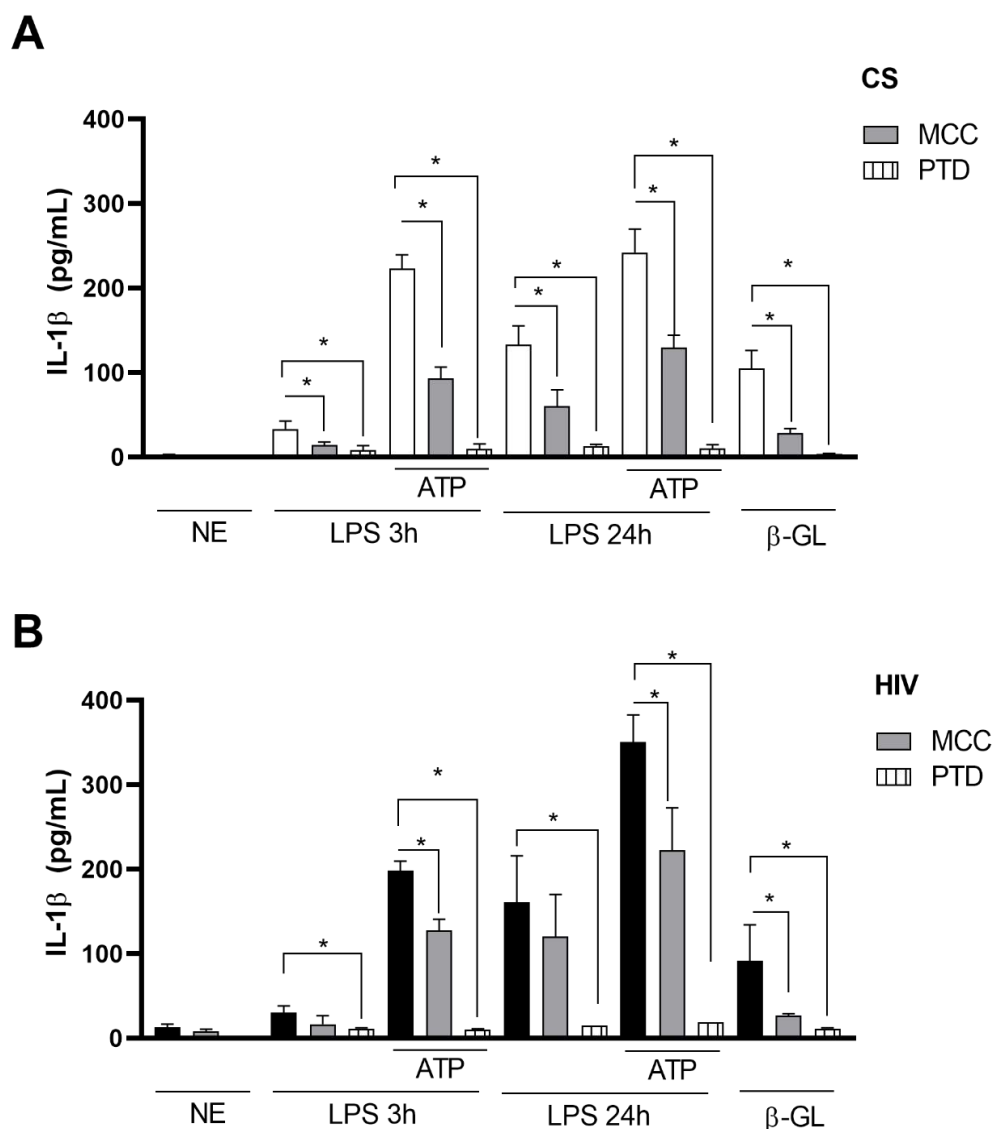 A
CS
MCC
PTD
IL-1β (pg/mL)
400
300
200
100
0
* * * * * * * * * *
ATP ATP
NE LPS 3h LPS 24h β-GL
B
HIV
MCC
PTD
IL-1β (pg/mL)
400
300
200
100
0
* * * * * * * *
ATP ATP
NE LPS 3h LPS 24h β-GL